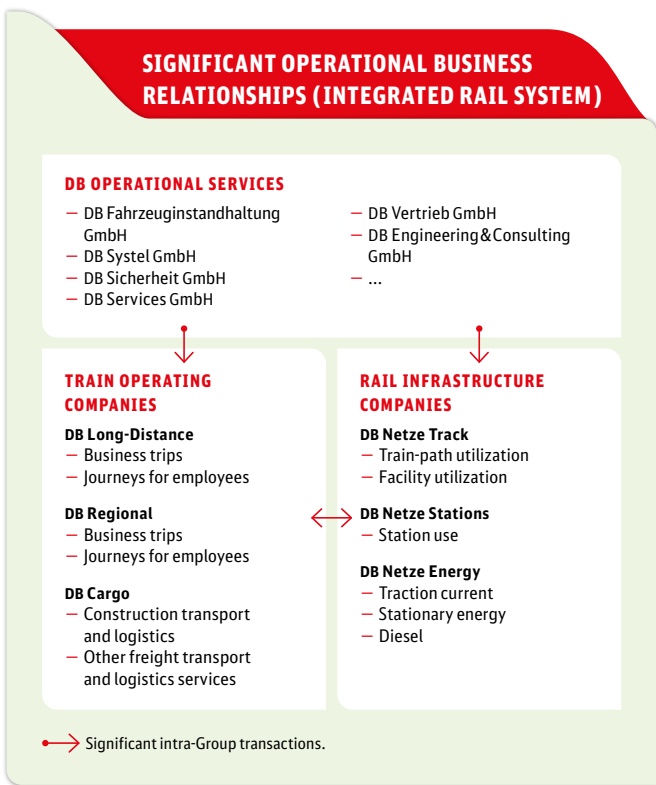 SIGNIFICANT OPERATIONAL BUSINESS
RELATIONSHIPS (INTEGRATED RAIL SYSTEM)
DB OPERATIONAL SERVICES
— DB Fahrzeuginstandhaltung
GmbH
— DB Systel GmbH
— DB Sicherheit GmbH
— DB Services GmbH
— DB Vertrieb GmbH
— DB Engineering & Consulting
GmbH
— ...
TRAIN OPERATING
COMPANIES
DB Long-Distance
— Business trips
— Journeys for employees
DB Regional
— Business trips
— Journeys for employees
DB Cargo
— Construction transport
and logistics
— Other freight transport
and logistics services
RAIL INFRASTRUCTURE
COMPANIES
DB Netze Track
— Train-path utilization
— Facility utilization
DB Netze Stations
— Station use
DB Netze Energy
— Traction current
— Stationary energy
— Diesel
Significant intra-Group transactions.